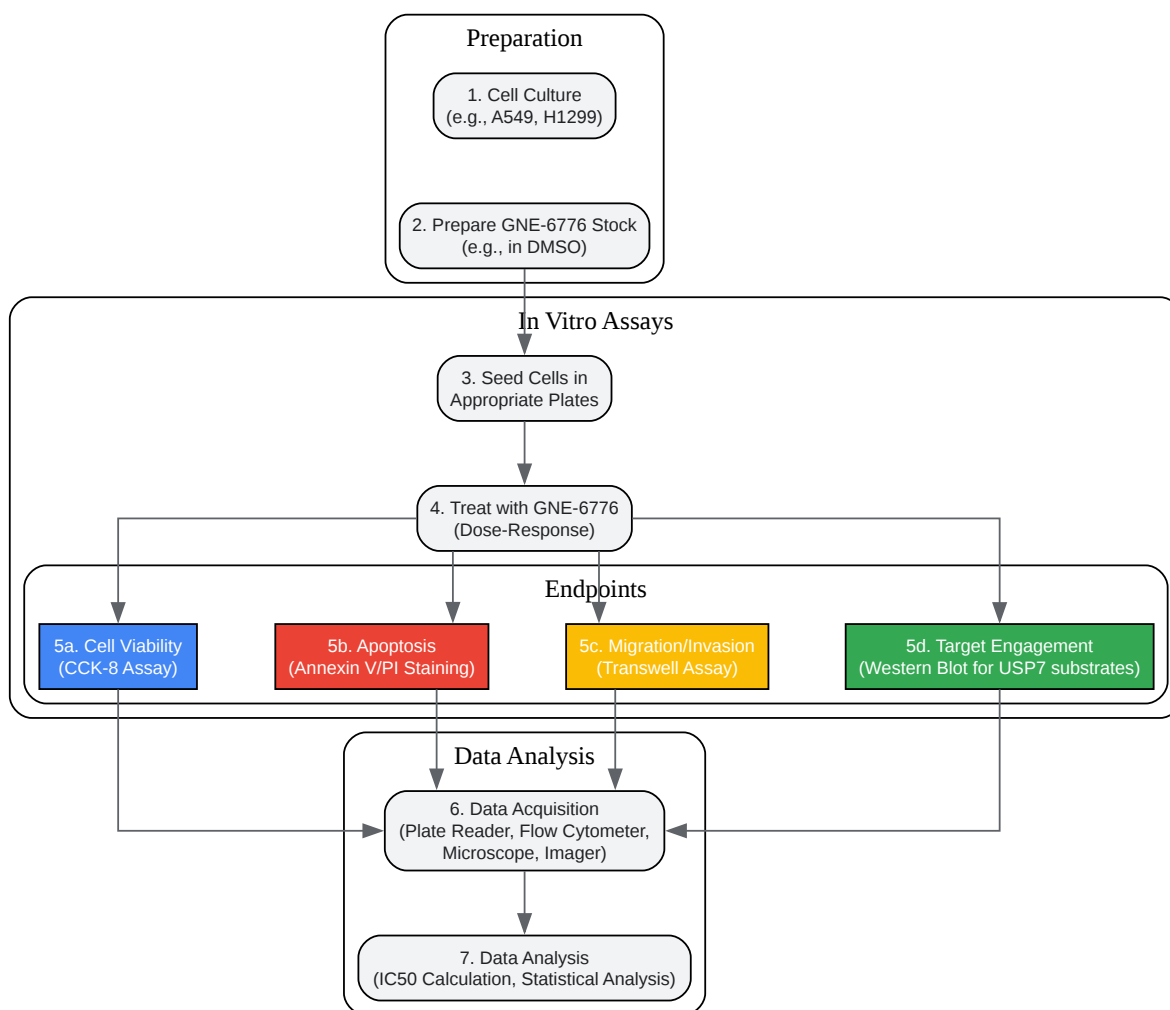 Preparation
1. Cell Culture
(e.g., A549, H1299)
2. Prepare GNE-6776 Stock
(e.g., in DMSO)
In Vitro Assays
3. Seed Cells in
Appropriate Plates
4. Treat with GNE-6776
(Dose-Response)
Endpoints
5a. Cell Viability
(CCK-8 Assay)
5b. Apoptosis
(Annexin V/PI Staining)
5c. Migration/Invasion
(Transwell Assay)
5d. Target Engagement
(Western Blot for USP7 substrates)
Data Analysis
6. Data Acquisition
(Plate Reader, Flow Cytometer,
Microscope, Imager)
7. Data Analysis
(IC50 Calculation, Statistical Analysis)